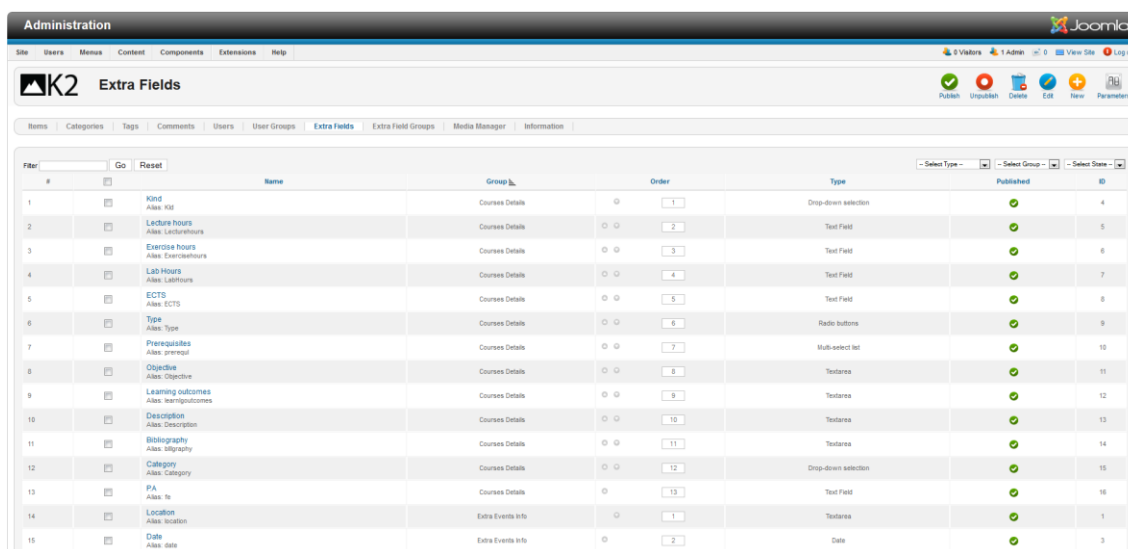 Administration
Joomla
Site Users Menus Content Components Extensions Help 0 Visitors 1 Admin 0 View Site Log
K2 Extra Fields
Publish Unpublish Delete Edit New Parameters
Items Categories Tags Comments Users User Groups Extra Fields Extra Field Groups Media Manager Information
Filter Go Reset -- Select Type -- -- Select Group -- -- Select State --
# Name Group Order Type Published ID
1 Kind Courses Details 1 Drop-down selection 4
Alias: Kid
2 Lecture hours Courses Details 2 Text Field 5
Alias: Lecturehours
3 Exercise hours Courses Details 3 Text Field 6
Alias: Exercisehours
4 Lab Hours Courses Details 4 Text Field 7
Alias: LabHours
5 ECTS Courses Details 5 Text Field 8
Alias: ECTS
6 Type Courses Details 6 Radio buttons 9
Alias: Type
7 Prerequisites Courses Details 7 Multi-select list 10
Alias: prerequi
8 Objective Courses Details 8 Textarea 11
Alias: Objective
9 Learning outcomes Courses Details 9 Textarea 12
Alias: learnigoutcomes
10 Description Courses Details 10 Textarea 13
Alias: Description
11 Bibliography Courses Details 11 Textarea 14
Alias: biligraphy
12 Category Courses Details 12 Drop-down selection 15
Alias: Category
13 PA Courses Details 13 Text Field 16
Alias: fe
14 Location Extra Events Info 1 Textarea 1
Alias: location
15 Date Extra Events Info 2 Date 3
Alias: date